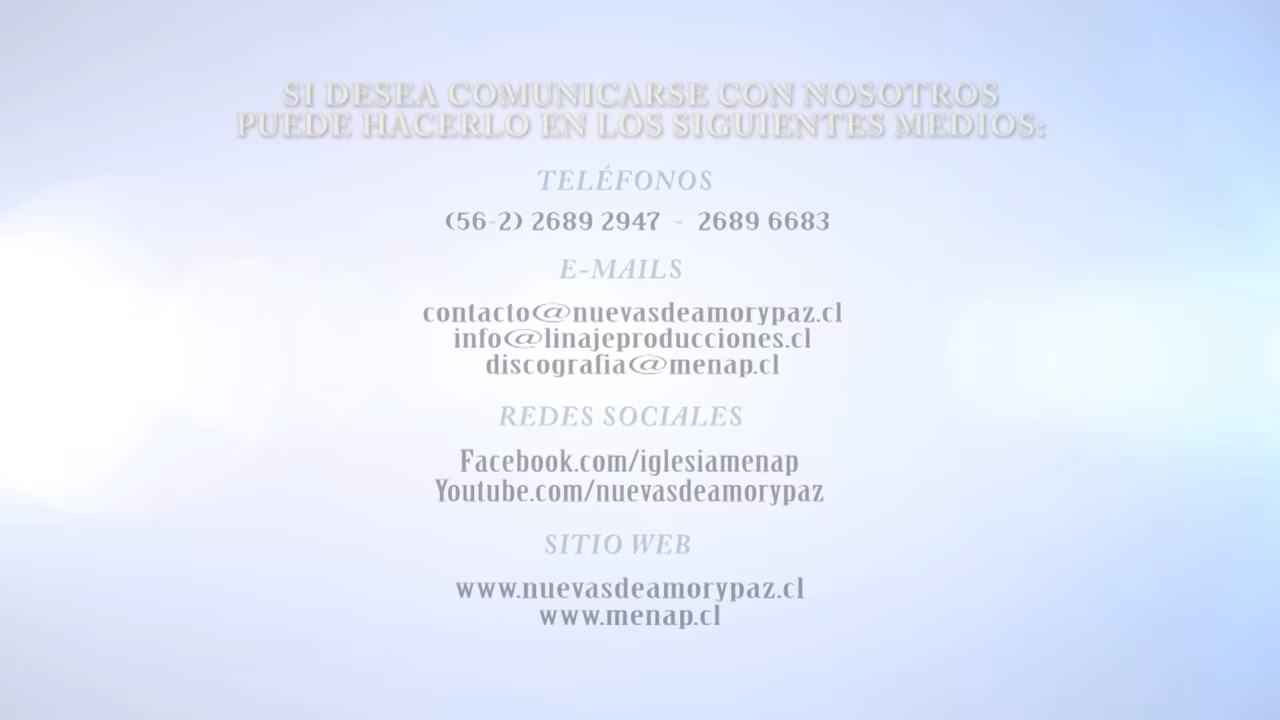 SI DESEA COMUNICARSE CON NOSOTROS
PUEDE HACERLO EN LOS SIGUIENTES MEDIOS:
TELÉFONOS
(56-2) 2689 2947 - 2689 6683
E-MAILS
contacto@nuevasdeamorypaz.cl
info@linajeproducciones.cl
discografia@menap.cl
REDES SOCIALES
Facebook.com/iglesiamenap
Youtube.com/nuevasdeamorypaz
SITIO WEB
www.nuevasdeamorypaz.cl
www.menap.cl